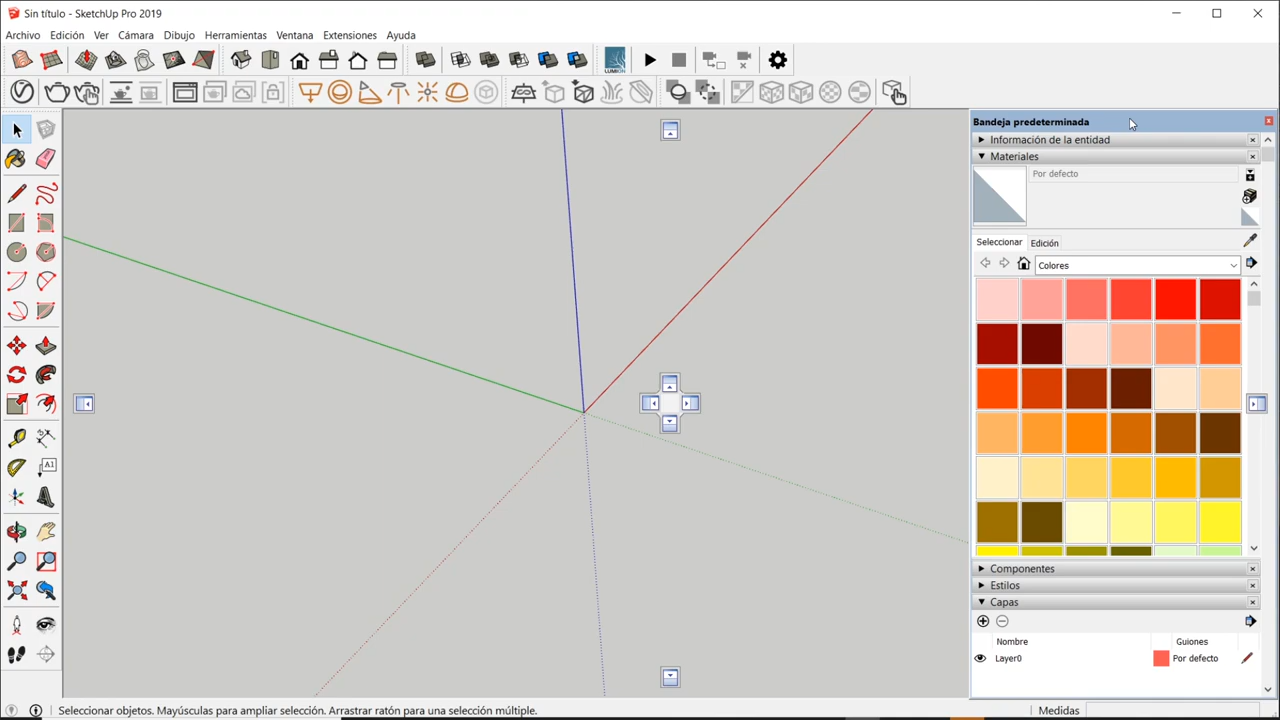 Sin título - SketchUp Pro 2019
Archivo Edición Ver Cámara Dibujo Herramientas Ventana Extensiones Ayuda
LUMION
Bandeja predeterminada
Información de la entidad
Materiales
Por defecto
Seleccionar Edición
Colores
A1
Componentes
Estilos
Capas
Nombre Guiones
Layer0 Por defecto
Seleccionar objetos. Mayúsculas para ampliar selección. Arrastrar ratón para una selección múltiple. Medidas